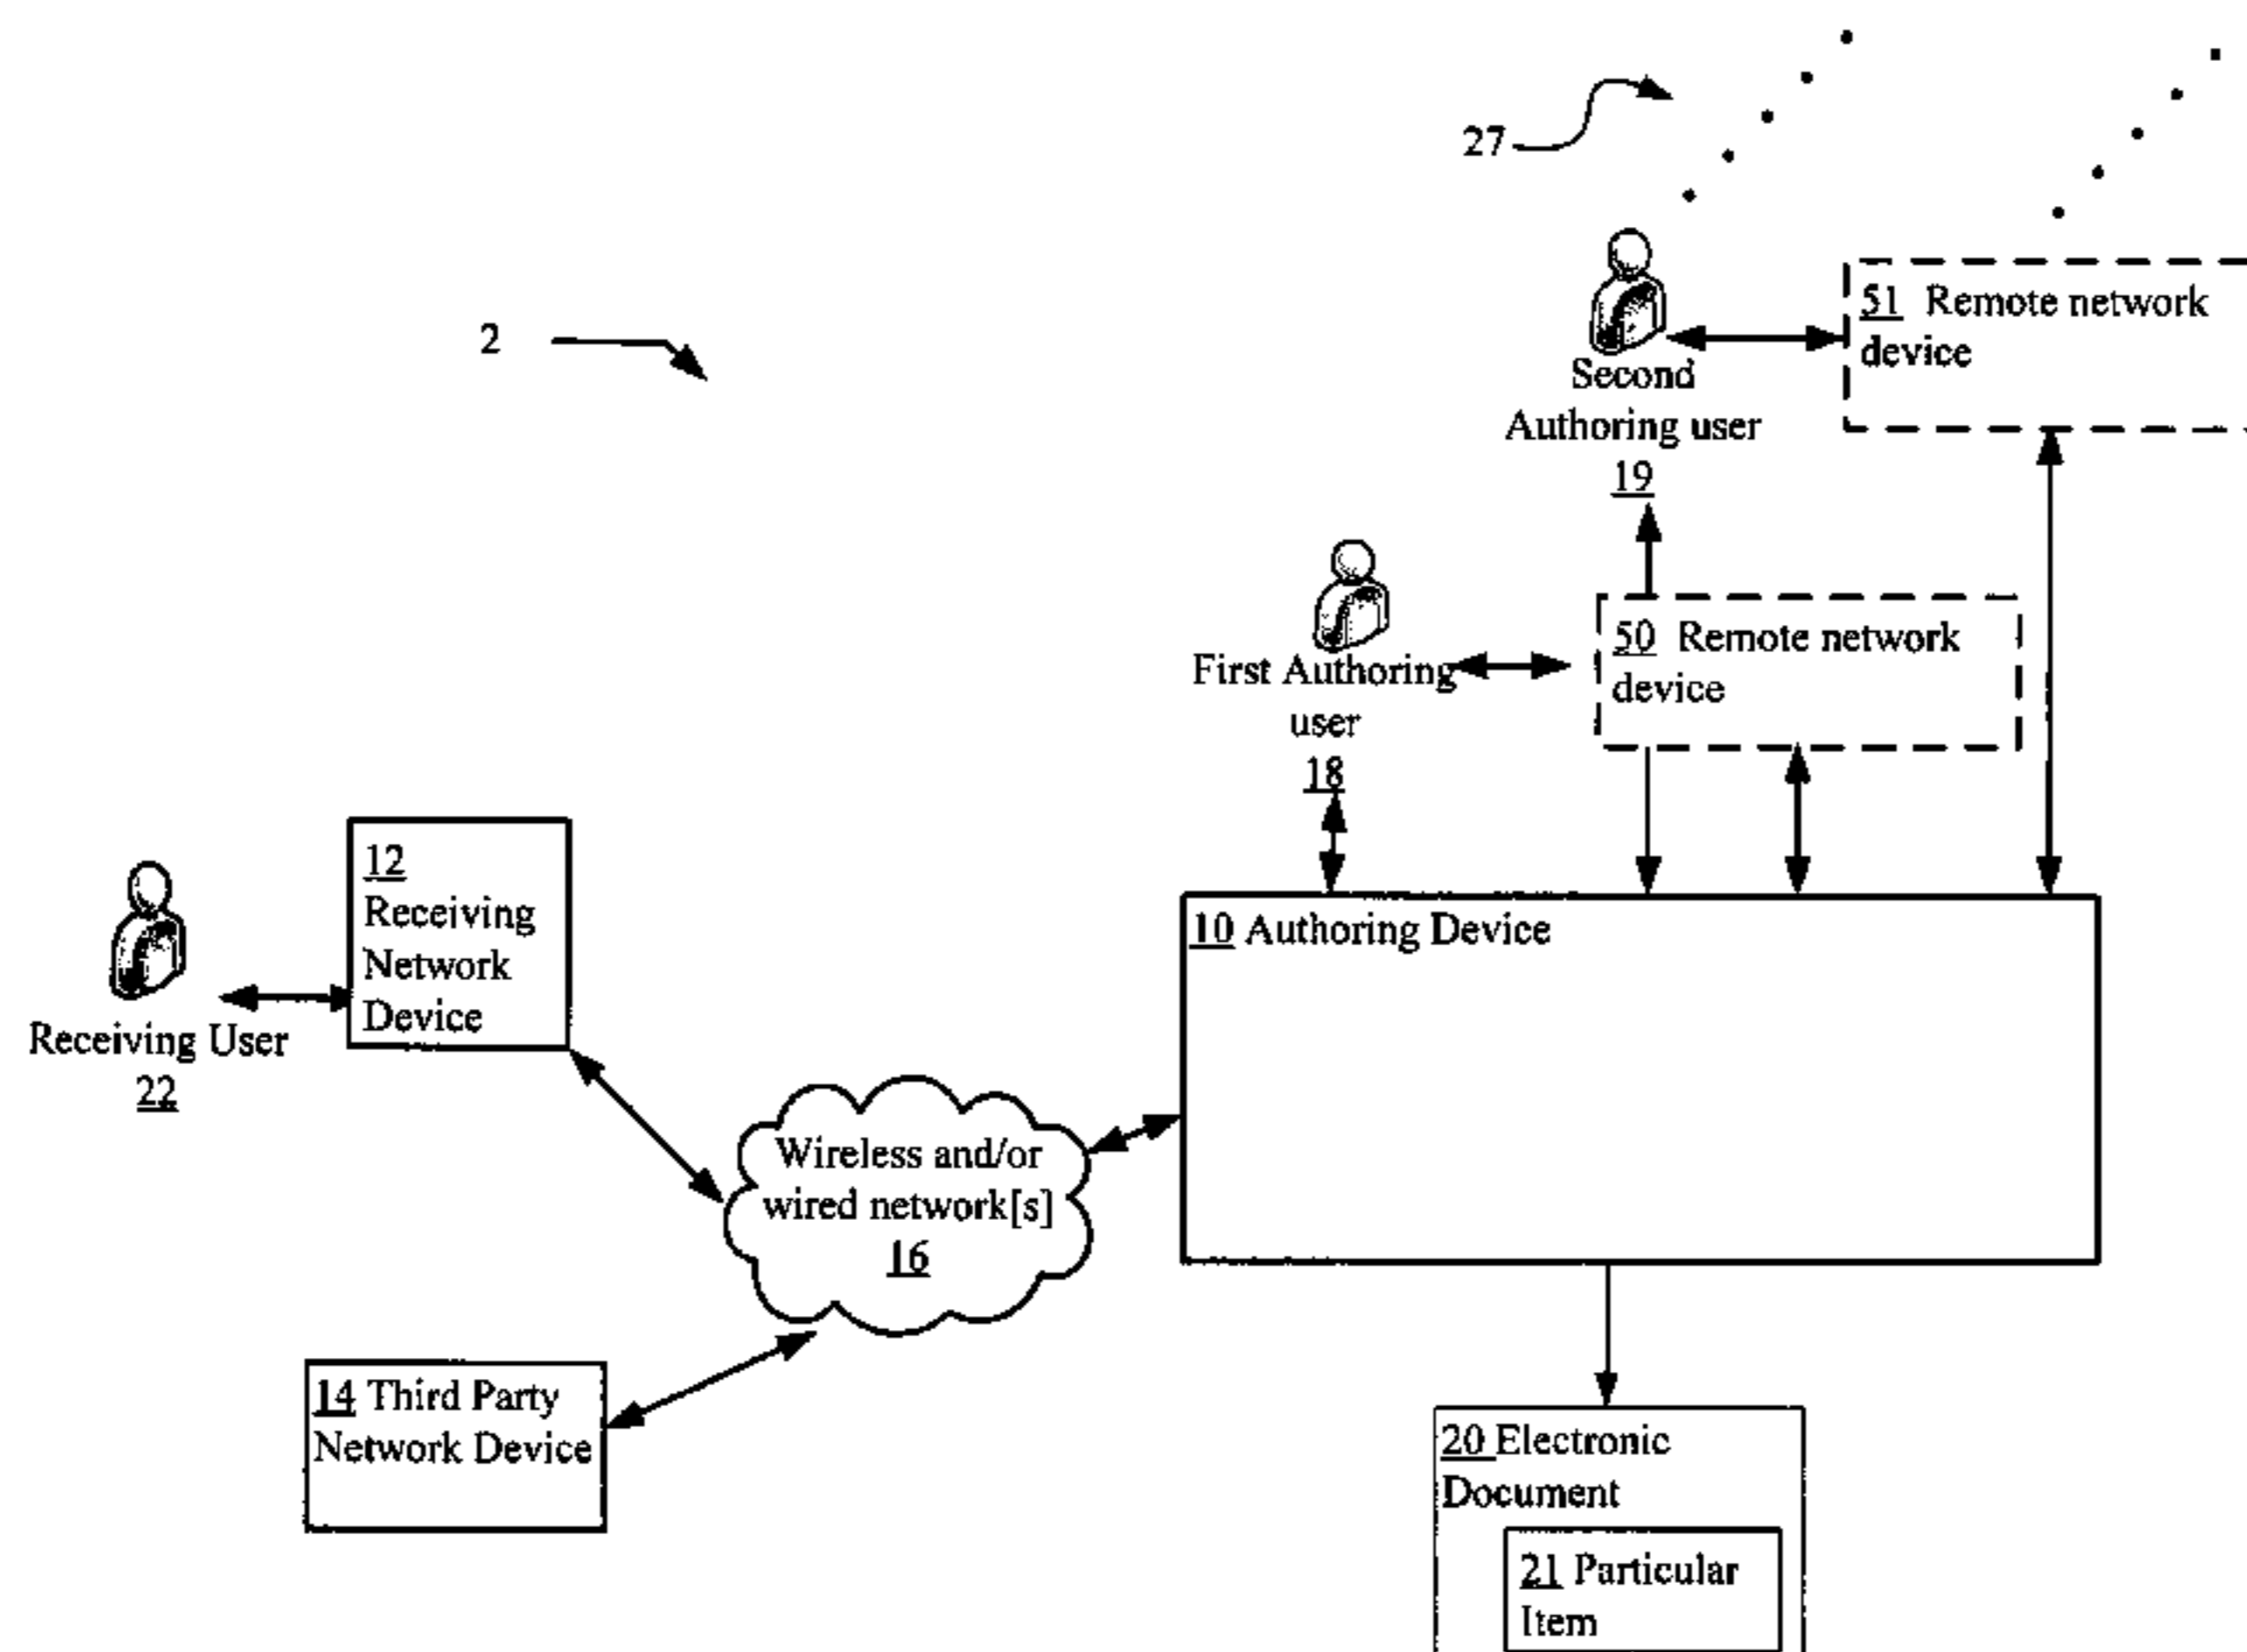 27
2
51 Remote network
device
Second
Authoring user
19
50 Remote network
device
First Authoring
user
18
12
Receiving
Network
Device
Receiving User
22
10 Authoring Device
Wireless and/or
wired network[s]
16
14 Third Party
Network Device
20 Electronic
Document
21 Particular
Item